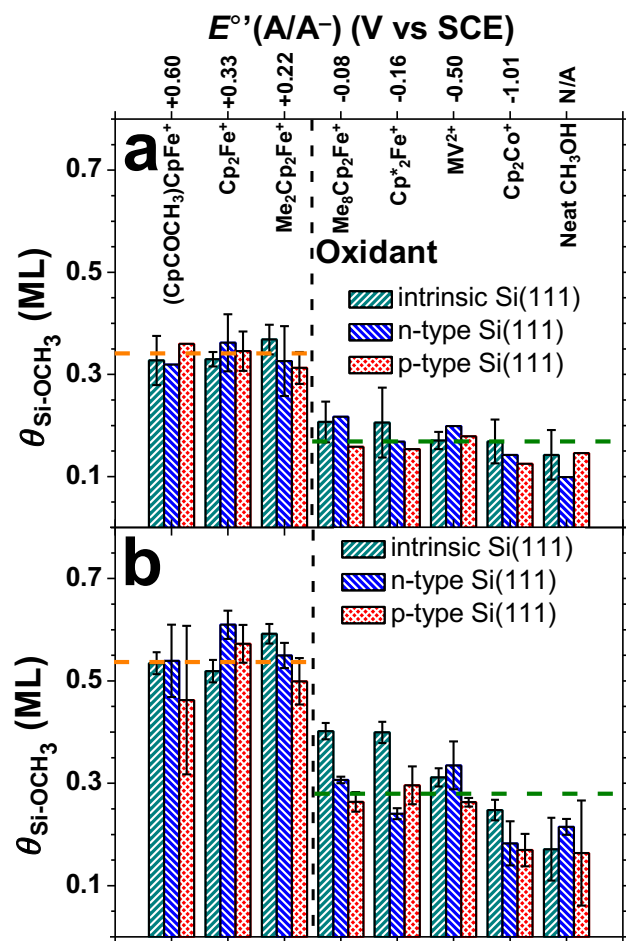 E°’(A/A⁻) (V vs SCE)
+0.60
+0.33
+0.22
-0.08
-0.16
-0.50
-1.01
N/A
a
(CpCOCH₃)CpFe⁺
Cp₂Fe⁺
Me₂Cp₂Fe⁺
Me₈Cp₂Fe⁺
Cp*₂Fe⁺
MV²⁺
Cp₂Co⁺
Neat CH₃OH
Oxidant
intrinsic Si(111)
n-type Si(111)
p-type Si(111)
θSi-OCH₃ (ML)
0.7
0.5
0.3
0.1
b
intrinsic Si(111)
n-type Si(111)
p-type Si(111)
θSi-OCH₃ (ML)
0.7
0.5
0.3
0.1